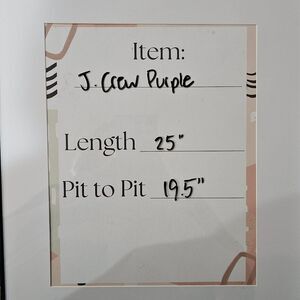 Item:
J. Crew Purple
Length 25"
Pit to Pit 19.5"